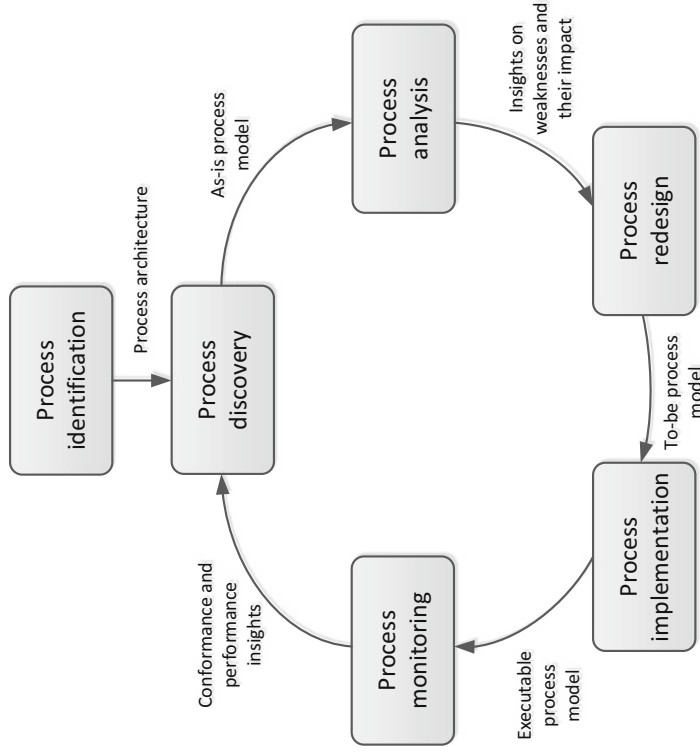 Process
identification
Process architecture
Process
discovery
As-is process
model
Process
analysis
Insights on
weaknesses and
their impact
Process
redesign
To-be process
model
Process
implementation
Executable
process
model
Process
monitoring
Conformance and
performance
insights